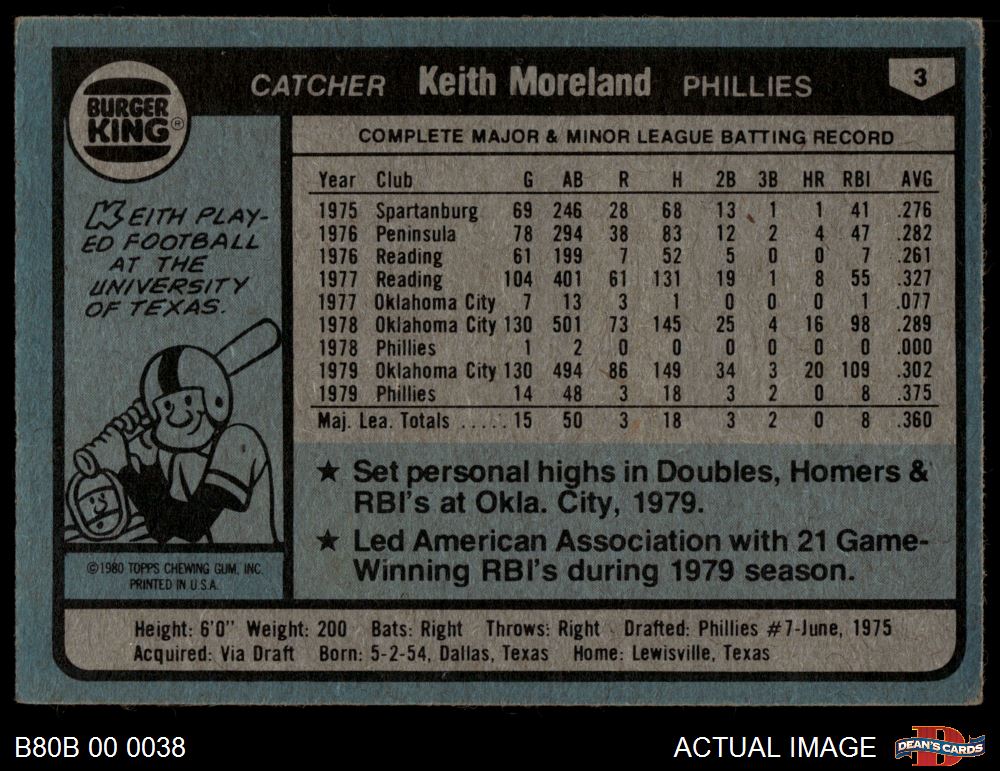 BURGER
KING®
CATCHER Keith Moreland PHILLIES 3
COMPLETE MAJOR & MINOR LEAGUE BATTING RECORD
Year Club G AB R H 2B 3B HR RBI AVG
1975 Spartanburg 69 246 28 68 13 1 1 41 .276
1976 Peninsula 78 294 38 83 12 2 4 47 .282
1976 Reading 61 199 7 52 5 0 0 7 .261
1977 Reading 104 401 61 131 19 1 8 55 .327
1977 Oklahoma City 7 13 3 1 0 0 0 1 .077
1978 Oklahoma City 130 501 73 145 25 4 16 98 .289
1978 Phillies 1 2 0 0 0 0 0 0 .000
1979 Oklahoma City 130 494 86 149 34 3 20 109 .302
1979 Phillies 14 48 3 18 3 2 0 8 .375
Maj. Lea. Totals ..... 15 50 3 18 3 2 0 8 .360
KEITH PLAY-
ED FOOTBALL
AT THE
UNIVERSITY
OF TEXAS.
©1980 TOPPS CHEWING GUM, INC.
PRINTED IN U.S.A.
★ Set personal highs in Doubles, Homers &
RBI's at Okla. City, 1979.
★ Led American Association with 21 Game-
Winning RBI's during 1979 season.
Height: 6'0" Weight: 200 Bats: Right Throws: Right Drafted: Phillies #7-June, 1975
Acquired: Via Draft Born: 5-2-54, Dallas, Texas Home: Lewisville, Texas
B80B 00 0038
ACTUAL IMAGE
D
DEAN'S CARDS